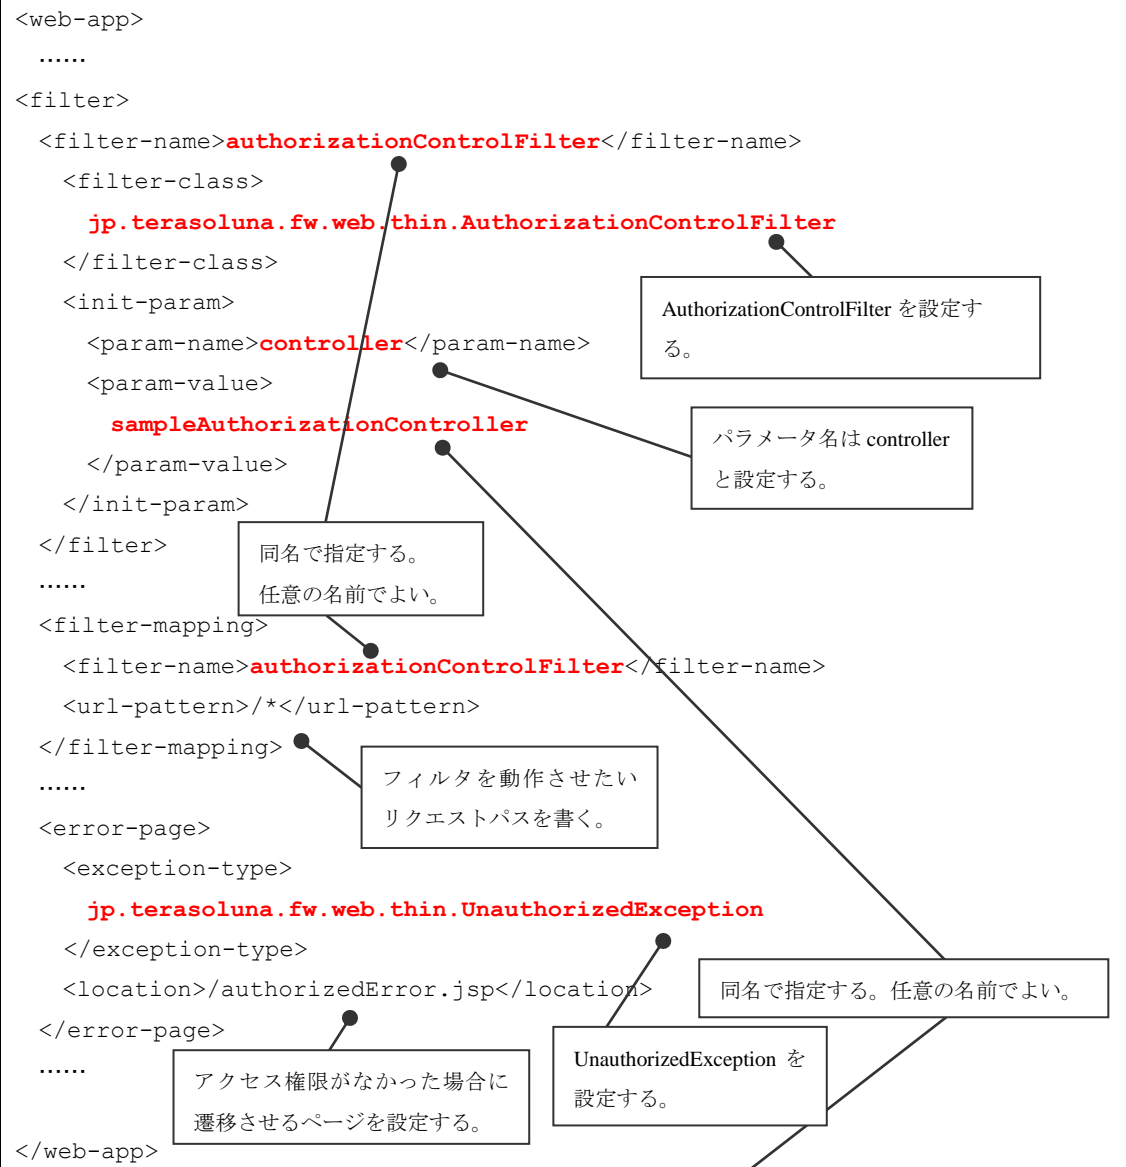 <web-app>
……
<filter>
<filter-name>authorizationControlFilter</filter-name>
<filter-class>
jp.terasoluna.fw.web.thin.AuthorizationControlFilter
</filter-class>
<init-param>
AuthorizationControlFilter を設定す
る。
<param-name>controller</param-name>
<param-value>
sampleAuthorizationController
パラメータ名は controller
と設定する。
</param-value>
</init-param>
</filter>
同名で指定する。
任意の名前でよい。
……
<filter-mapping>
<filter-name>authorizationControlFilter</filter-name>
<url-pattern>/*</url-pattern>
</filter-mapping>
フィルタを動作させたい
リクエストパスを書く。
……
<error-page>
<exception-type>
jp.terasoluna.fw.web.thin.UnauthorizedException
</exception-type>
<location>/authorizedError.jsp</location>
同名で指定する。任意の名前でよい。
</error-page>
UnauthorizedException を
設定する。
……
アクセス権限がなかった場合に
遷移させるページを設定する。
</web-app>